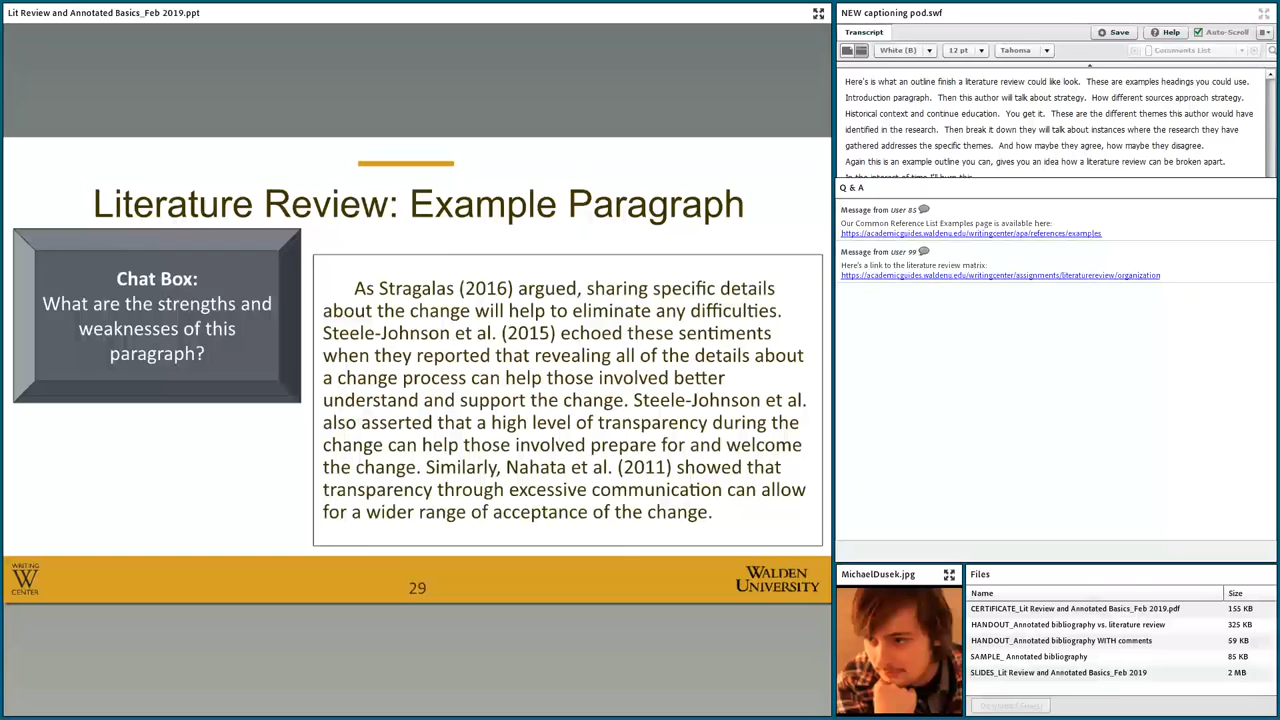 Lit Review and Annotated Basics_Feb 2019.ppt
Literature Review: Example Paragraph
Chat Box:
What are the strengths and
weaknesses of this
paragraph?
As Stragalas (2016) argued, sharing specific details
about the change will help to eliminate any difficulties.
Steele-Johnson et al. (2015) echoed these sentiments
when they reported that revealing all of the details about
a change process can help those involved better
understand and support the change. Steele-Johnson et al.
also asserted that a high level of transparency during the
change can help those involved prepare for and welcome
the change. Similarly, Nahata et al. (2011) showed that
transparency through excessive communication can allow
for a wider range of acceptance of the change.
WRITING
CENTER
29
WALDEN
UNIVERSITY
NEW captioning pod.swf
Transcript
Save
Help
Auto-Scroll
White (B)
12 pt
Tahoma
Comments List
Here's is what an outline finish a literature review could like look. These are examples headings you could use.
Introduction paragraph. Then this author will talk about strategy. How different sources approach strategy.
Historical context and continue education. You get it. These are the different themes this author would have
identified in the research. Then break it down they will talk about instances where the research they have
gathered addresses the specific themes. And how maybe they agree, how maybe they disagree.
Again this is an example outline you can, gives you an idea how a literature review can be broken apart.
In the interest of time I'll
Q & A
Message from User 85
Our Common Reference List Examples page is available here:
https://academicguides.waldenu.edu/writingcenter/apa/references/examples
Message from User 99
Here's a link to the literature review matrix:
https://academicguides.waldenu.edu/writingcenter/assignments/literaturereview/organization
MichaelDusek.jpg
Files
Name Size
CERTIFICATE_Lit Review and Annotated Basics_Feb 2019.pdf 155 KB
HANDOUT_Annotated bibliography vs. literature review 325 KB
HANDOUT_Annotated bibliography WITH comments 59 KB
SAMPLE_ Annotated bibliography 85 KB
SLIDES_Lit Review and Annotated Basics_Feb 2019 2 MB